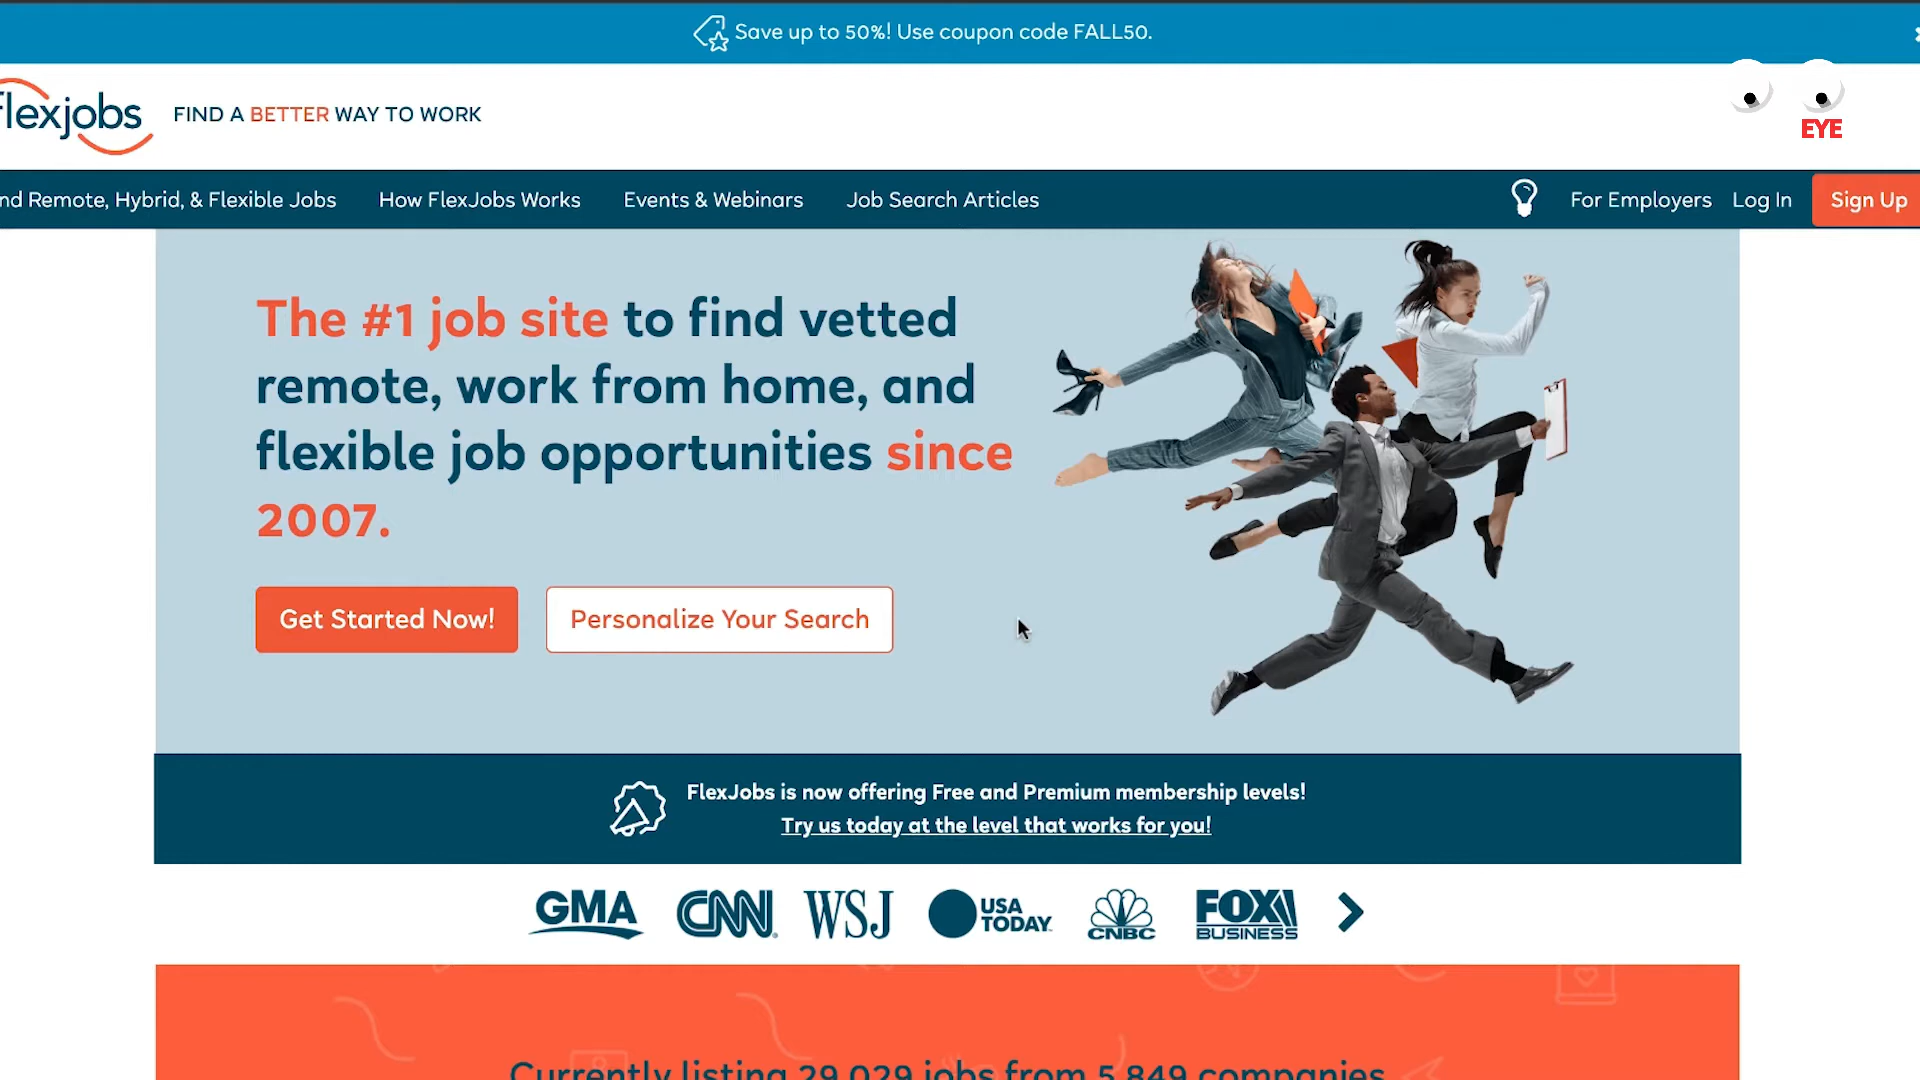 Save up to 50%! Use coupon code FALL50.
flexjobs
FIND A BETTER WAY TO WORK
EYE
nd Remote, Hybrid, & Flexible Jobs
How FlexJobs Works
Events & Webinars
Job Search Articles
For Employers
Log In
Sign Up
The #1 job site to find vetted
remote, work from home, and
flexible job opportunities since
2007.
Get Started Now!
Personalize Your Search
FlexJobs is now offering Free and Premium membership levels!
Try us today at the level that works for you!
GMA
CNN
WSJ
USA
TODAY
CNBC
FOX
BUSINESS
Currently listing 29,029 jobs from 5,849 companies